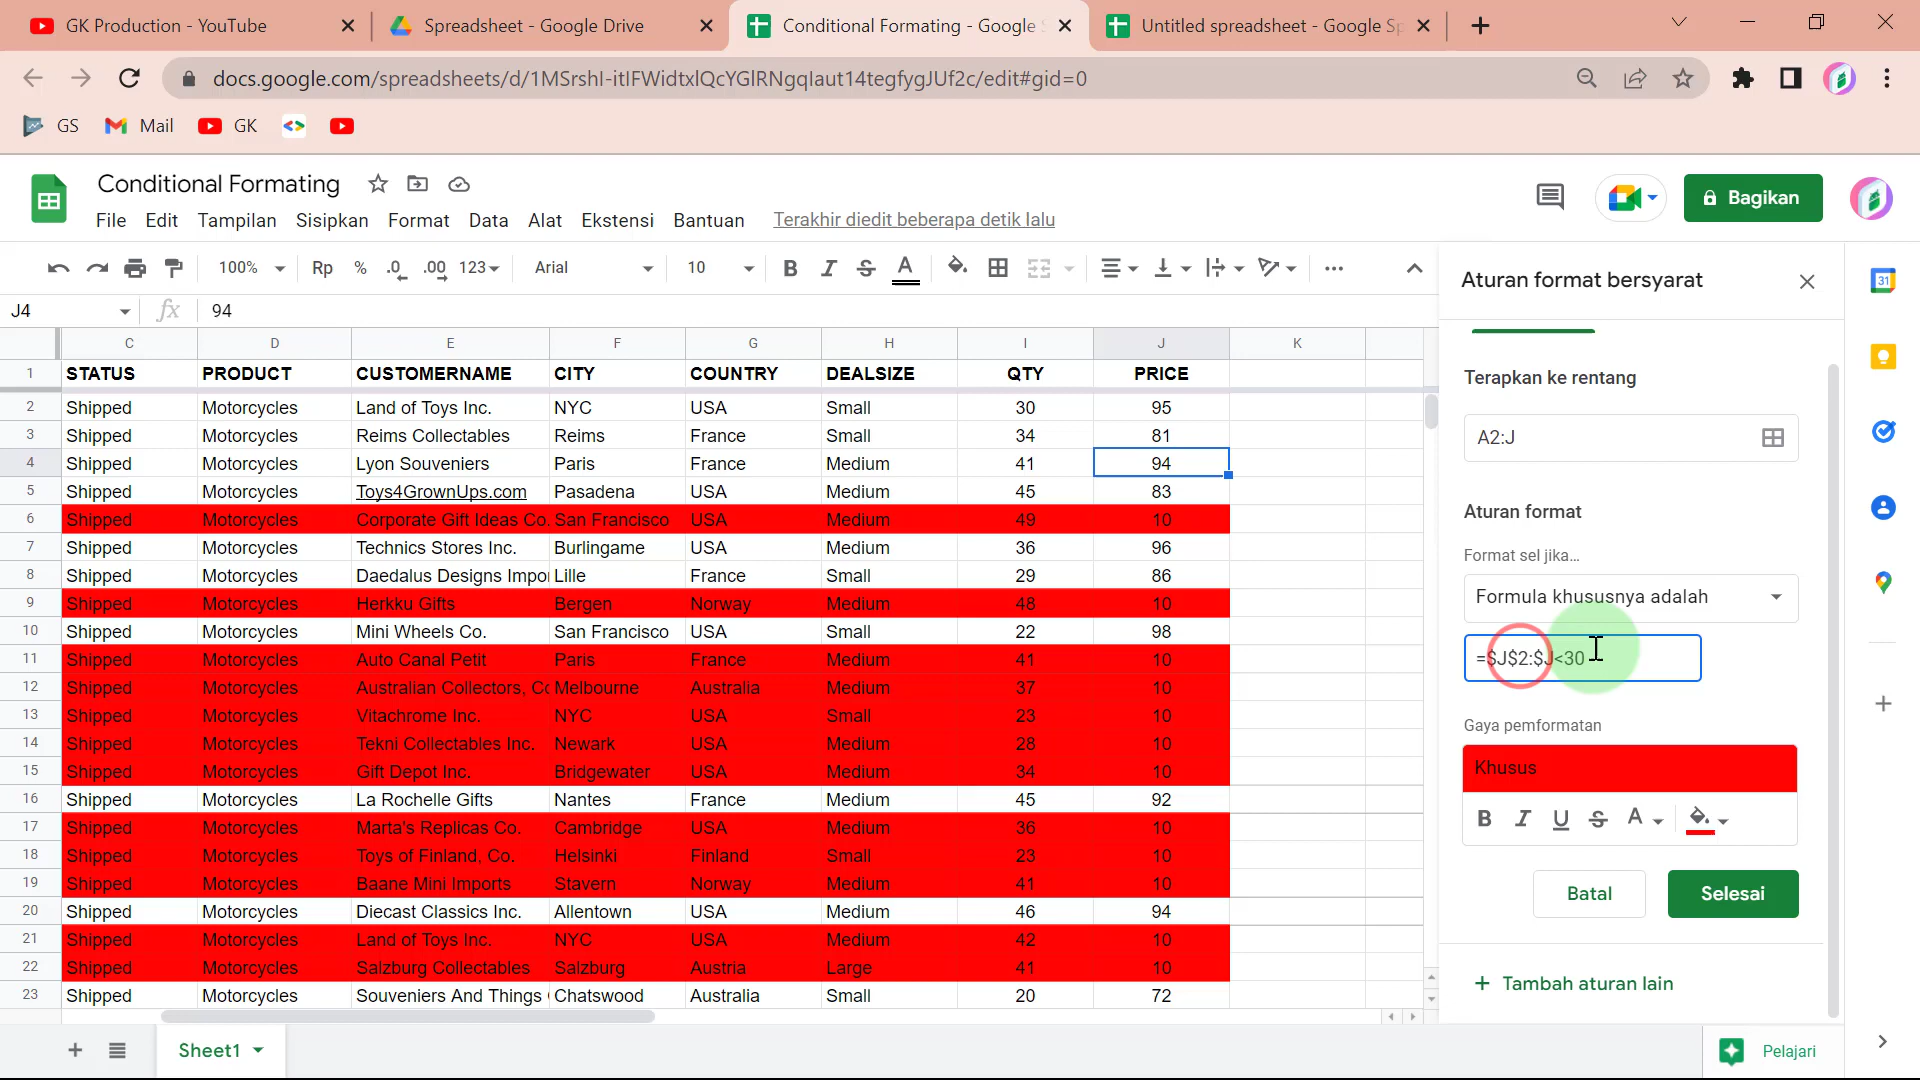 GK Production - YouTube
Spreadsheet - Google Drive
Conditional Formating - Google S
Untitled spreadsheet - Google Sp
docs.google.com/spreadsheets/d/1MSrshI-itIFWidtxlQcYGlRNgqIaut14tegfygJUf2c/edit#gid=0
GS Mail GK
Conditional Formating
File Edit Tampilan Sisipkan Format Data Alat Ekstensi Bantuan Terakhir diedit beberapa detik lalu
Bagikan
100% Rp % .0 .00 123 Arial 10 B I S A
J4 fx 94
C D E F G H I J K
1 STATUS PRODUCT CUSTOMERNAME CITY COUNTRY DEALSIZE QTY PRICE
2 Shipped Motorcycles Land of Toys Inc. NYC USA Small 30 95
3 Shipped Motorcycles Reims Collectables Reims France Small 34 81
4 Shipped Motorcycles Lyon Souveniers Paris France Medium 41 94
5 Shipped Motorcycles Toys4GrownUps.com Pasadena USA Medium 45 83
6 Shipped Motorcycles Corporate Gift Ideas Co. San Francisco USA Medium 49 10
7 Shipped Motorcycles Technics Stores Inc. Burlingame USA Medium 36 96
8 Shipped Motorcycles Daedalus Designs Impo Lille France Small 29 86
9 Shipped Motorcycles Herkku Gifts Bergen Norway Medium 48 10
10 Shipped Motorcycles Mini Wheels Co. San Francisco USA Small 22 98
11 Shipped Motorcycles Auto Canal Petit Paris France Medium 41 10
12 Shipped Motorcycles Australian Collectors, Co Melbourne Australia Medium 37 10
13 Shipped Motorcycles Vitachrome Inc. NYC USA Small 23 10
14 Shipped Motorcycles Tekni Collectables Inc. Newark USA Medium 28 10
15 Shipped Motorcycles Gift Depot Inc. Bridgewater USA Medium 34 10
16 Shipped Motorcycles La Rochelle Gifts Nantes France Medium 45 92
17 Shipped Motorcycles Marta's Replicas Co. Cambridge USA Medium 36 10
18 Shipped Motorcycles Toys of Finland, Co. Helsinki Finland Small 23 10
19 Shipped Motorcycles Baane Mini Imports Stavern Norway Medium 41 10
20 Shipped Motorcycles Diecast Classics Inc. Allentown USA Medium 46 94
21 Shipped Motorcycles Land of Toys Inc. NYC USA Medium 42 10
22 Shipped Motorcycles Salzburg Collectables Salzburg Austria Large 41 10
23 Shipped Motorcycles Souveniers And Things Chatswood Australia Small 20 72
Sheet1
Aturan format bersyarat
Terapkan ke rentang
A2:J
Aturan format
Format sel jika...
Formula khususnya adalah
=$J$2:$J<30
Gaya pemformatan
Khusus
B I U S A
Batal Selesai
+ Tambah aturan lain
Pelajari
31